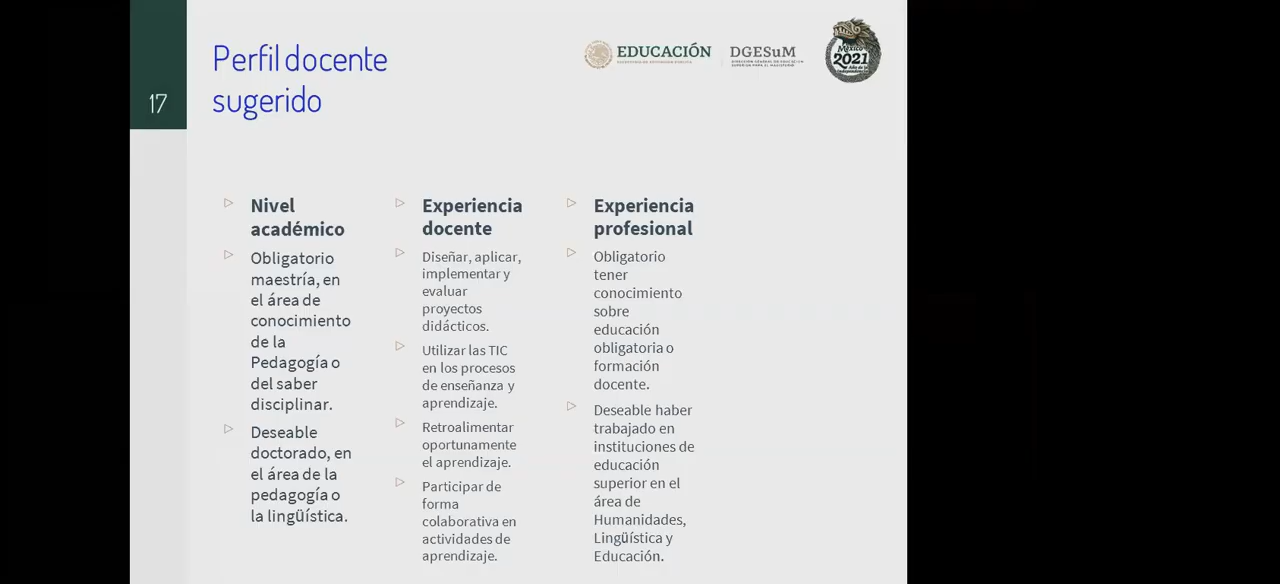 17
Perfil docente
sugerido
EDUCACIÓN
DGESuM
México
2021
Nivel
académico
Obligatorio
maestría, en
el área de
conocimiento
de la
Pedagogía o
del saber
disciplinar.
Deseable
doctorado, en
el área de la
pedagogía o
la lingüística.
Experiencia
docente
Diseñar, aplicar,
implementar y
evaluar
proyectos
didácticos.
Utilizar las TIC
en los procesos
de enseñanza y
aprendizaje.
Retroalimentar
oportunamente
el aprendizaje.
Participar de
forma
colaborativa en
actividades de
aprendizaje.
Experiencia
profesional
Obligatorio
tener
conocimiento
sobre
educación
obligatoria o
formación
docente.
Deseable haber
trabajado en
instituciones de
educación
superior en el
área de
Humanidades,
Lingüística y
Educación.